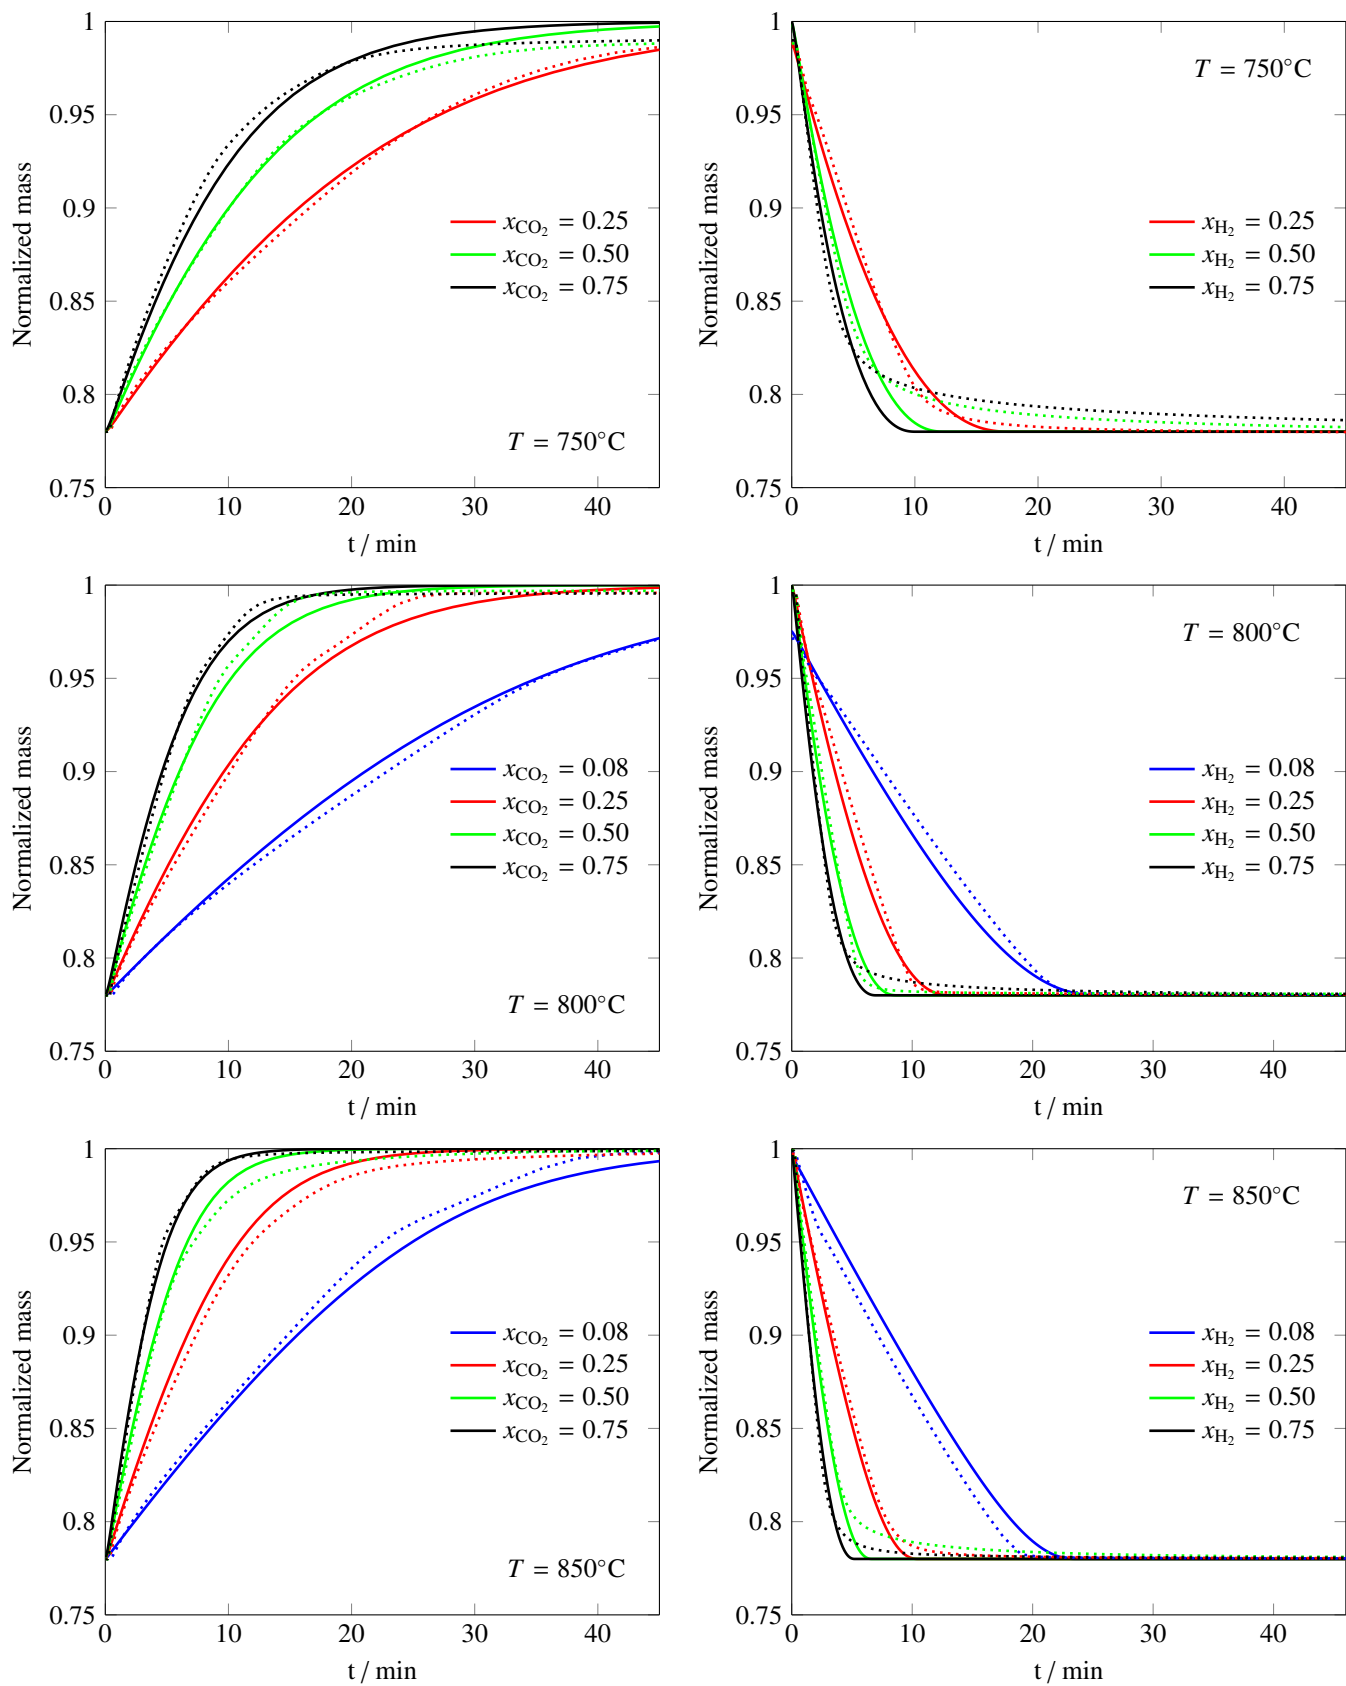 1
0.95
0.9
0.85
0.8
0.75
Normalized mass
0 10 20 30 40
t / min
x_CO₂ = 0.25
x_CO₂ = 0.50
x_CO₂ = 0.75
T = 750°C
1
0.95
0.9
0.85
0.8
0.75
Normalized mass
0 10 20 30 40
t / min
T = 750°C
x_H₂ = 0.25
x_H₂ = 0.50
x_H₂ = 0.75
1
0.95
0.9
0.85
0.8
0.75
Normalized mass
0 10 20 30 40
t / min
x_CO₂ = 0.08
x_CO₂ = 0.25
x_CO₂ = 0.50
x_CO₂ = 0.75
T = 800°C
1
0.95
0.9
0.85
0.8
0.75
Normalized mass
0 10 20 30 40
t / min
T = 800°C
x_H₂ = 0.08
x_H₂ = 0.25
x_H₂ = 0.50
x_H₂ = 0.75
1
0.95
0.9
0.85
0.8
0.75
Normalized mass
0 10 20 30 40
t / min
x_CO₂ = 0.08
x_CO₂ = 0.25
x_CO₂ = 0.50
x_CO₂ = 0.75
T = 850°C
1
0.95
0.9
0.85
0.8
0.75
Normalized mass
0 10 20 30 40
t / min
T = 850°C
x_H₂ = 0.08
x_H₂ = 0.25
x_H₂ = 0.50
x_H₂ = 0.75